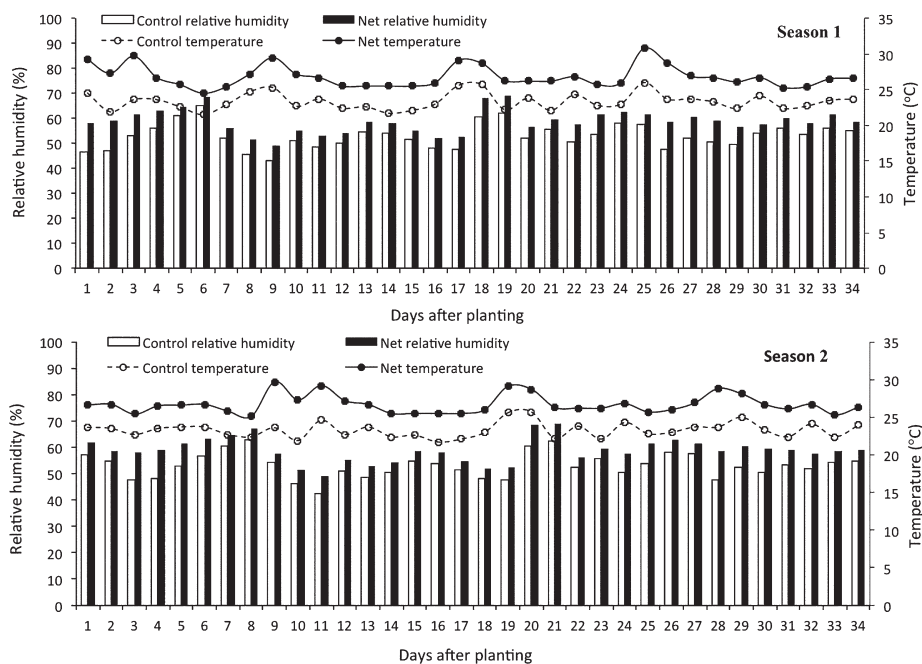 Control relative humidity Net relative humidity
Control temperature Net temperature
Season 1
Relative humidity (%)
100
90
80
70
60
50
40
30
20
10
0
35
30
25
20
15
10
5
0
Temperature (°C)
1 2 3 4 5 6 7 8 9 10 11 12 13 14 15 16 17 18 19 20 21 22 23 24 25 26 27 28 29 30 31 32 33 34
Days after planting
Control relative humidity Net relative humidity
Control temperature Net temperature
Season 2
Relative humidity (%)
100
90
80
70
60
50
40
30
20
10
0
35
30
25
20
15
10
5
0
Temperature (°C)
1 2 3 4 5 6 7 8 9 10 11 12 13 14 15 16 17 18 19 20 21 22 23 24 25 26 27 28 29 30 31 32 33 34
Days after planting